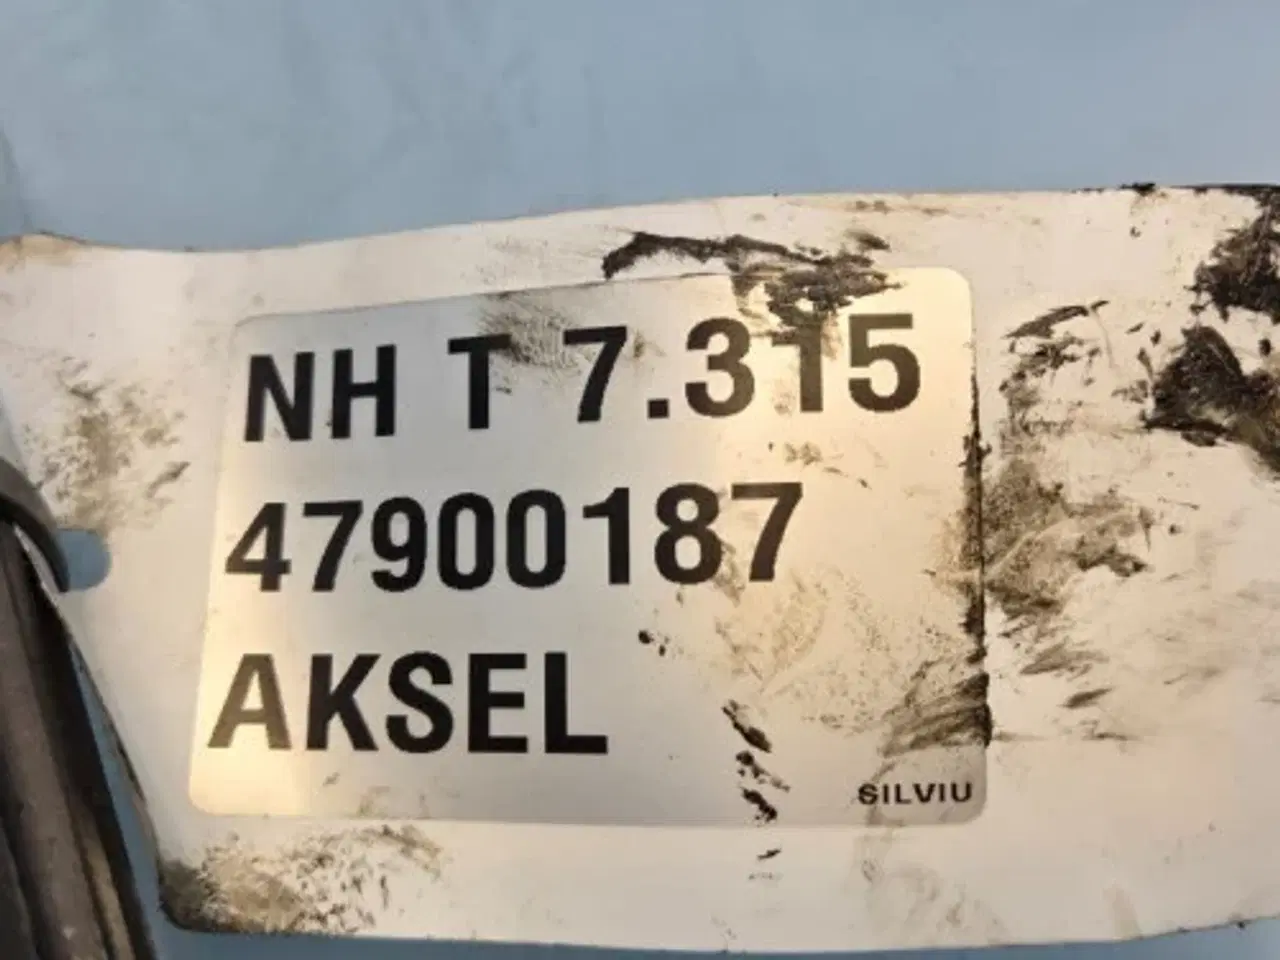 NH T 7.315
47900187
AKSEL
SILVIU